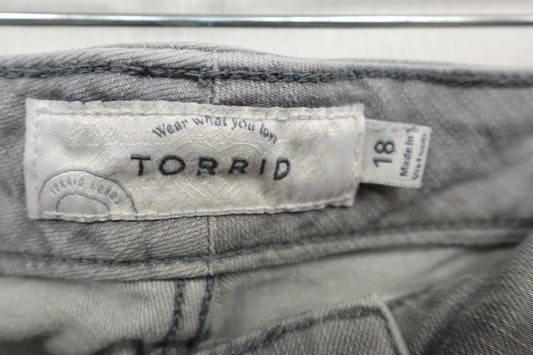 Wear what you love
TORRID
18
Made in
Vietnam